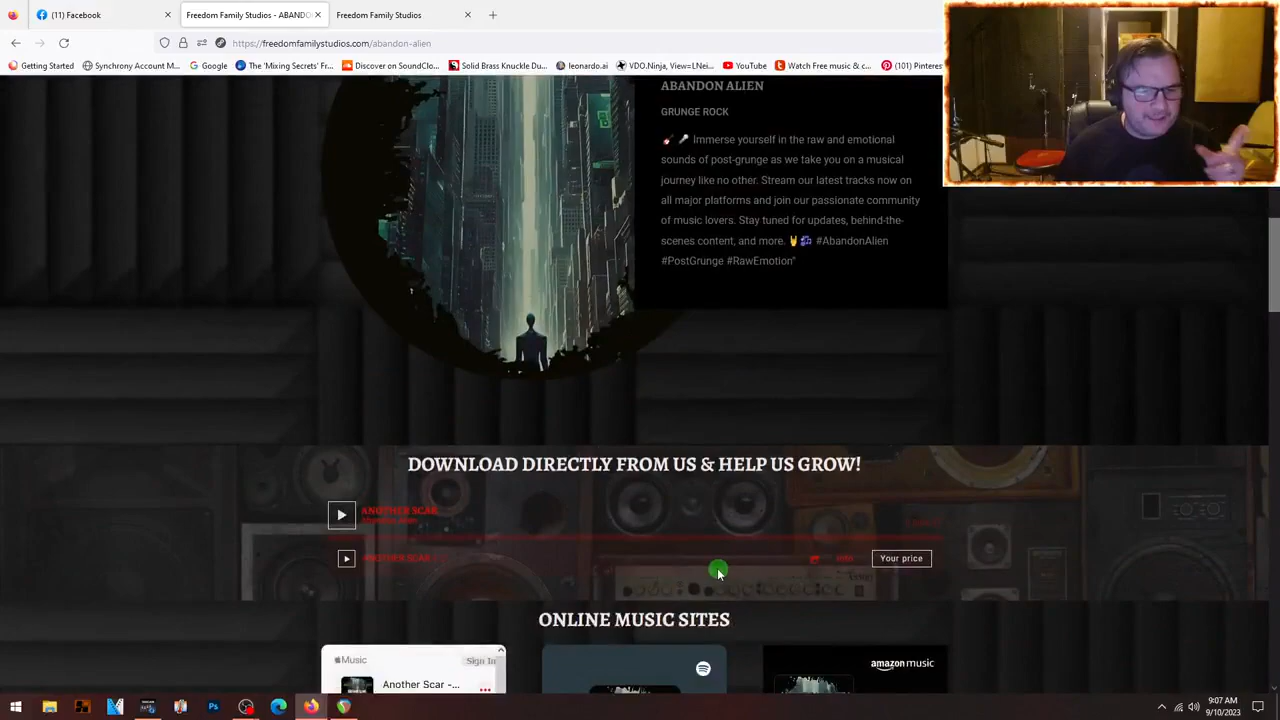 (11) Facebook
Freedom Family Studios - ABANDO
Freedom Family Studios
https://freedomfamilystudios.com/abandon-alien
Getting Started
Synchrony Account M...
Google
The 'Mixing Secrets' Fr...
Discover on SoundClo...
Solid Brass Knuckle Du...
leonardo.ai
VDO.Ninja, View=LNei...
YouTube
Watch Free music & c...
(101) Pinteres
ABANDON ALIEN
GRUNGE ROCK
🎸 🎤 Immerse yourself in the raw and emotional
sounds of post-grunge as we take you on a musical
journey like no other. Stream our latest tracks now on
all major platforms and join our passionate community
of music lovers. Stay tuned for updates, behind-the-
scenes content, and more. 🤘🎶 #AbandonAlien
#PostGrunge #RawEmotion"
DOWNLOAD DIRECTLY FROM US & HELP US GROW!
ANOTHER SCAR
Abandon Alien
ANOTHER SCAR
Info
Your price
ONLINE MUSIC SITES
Music
Sign In
Another Scar -...
amazon music
9:07 AM
9/10/2023